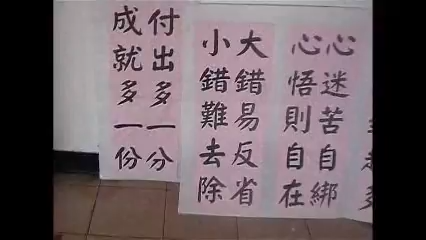 心迷苦自綁
心悟則自在
大錯易反省
小錯難去除
付出多一分
成就多一份